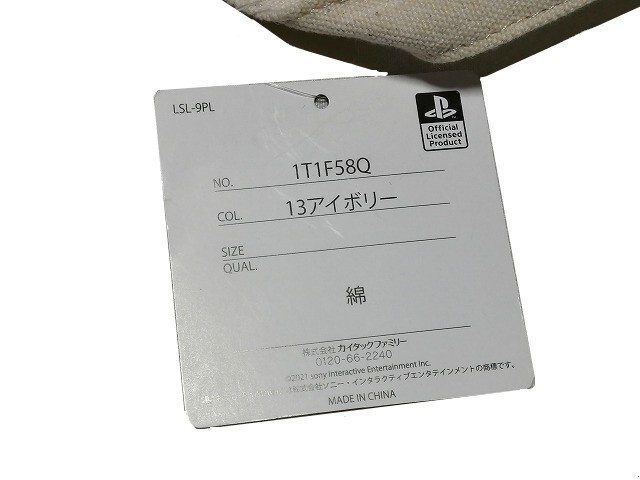 LSL-9PL
Official
Licensed
Product
NO. 1T1F58Q
COL. 13アイボリー
SIZE
QUAL.
綿
株式会社 カイタックファミリー
0120-66-2240
©2021 Sony Interactive Entertainment Inc.
株式会社ソニー・インタラクティブエンタテインメントの商標です。
MADE IN CHINA